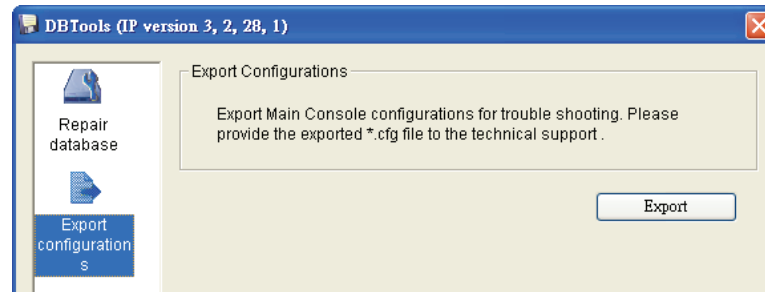 DBTools (IP version 3, 2, 28, 1)
Repair
database
Export
configuration
s
Export Configurations
Export Main Console configurations for trouble shooting. Please
provide the exported *.cfg file to the technical support .
Export